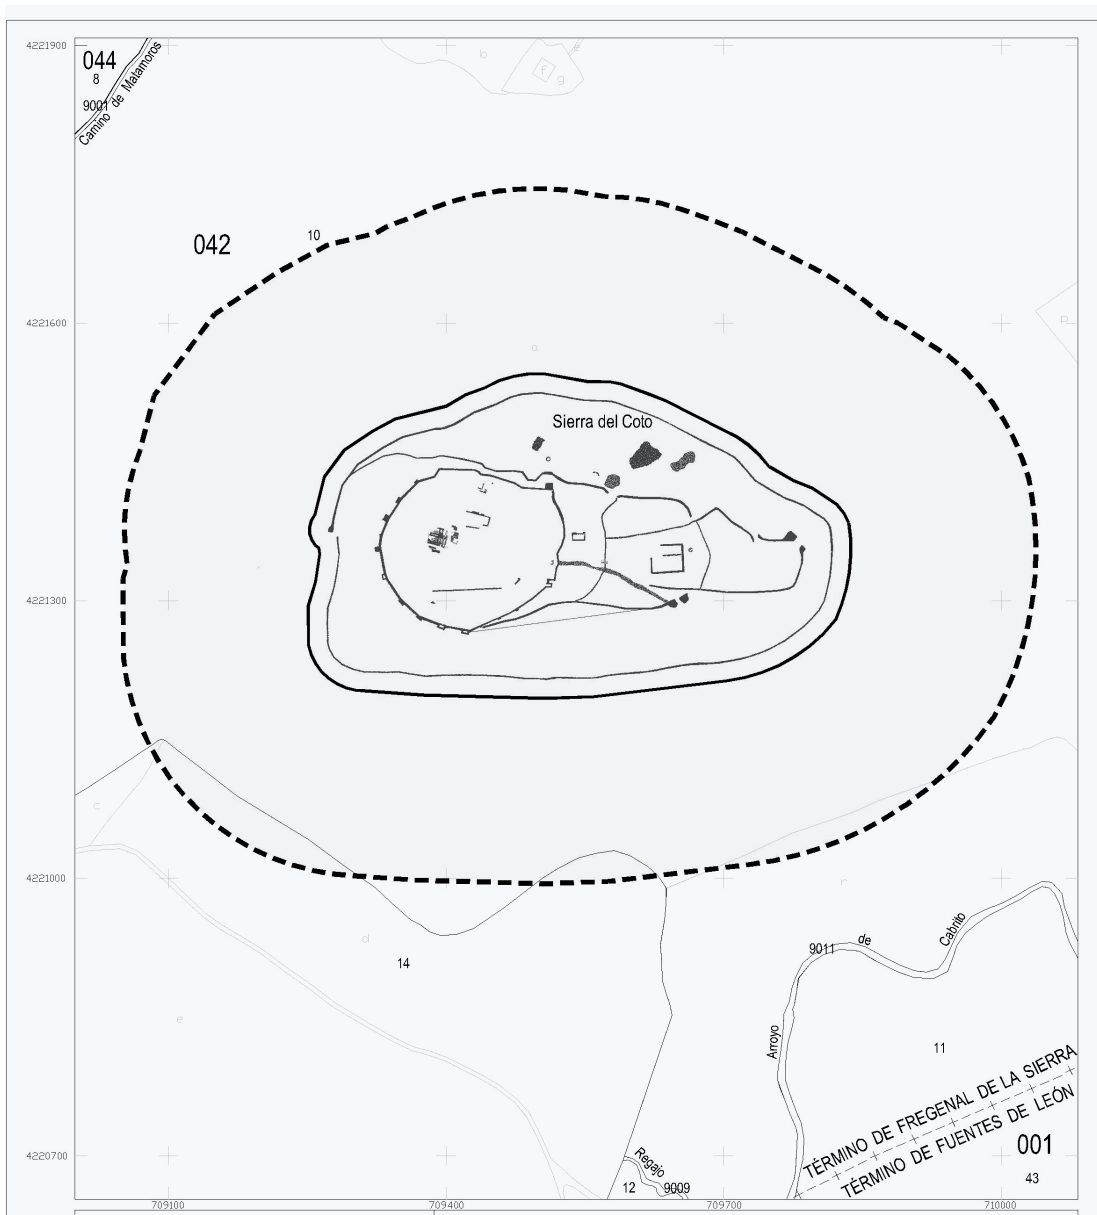 4221900
044
8
9001
Camino de Matamoros
b
e
f
g
042
10
4221600
p
o
Sierra del Coto
4221300
c
4221000
r
d
14
e
9011
de
Cabrito
Arroyo
11
TÉRMINO DE FREGENAL DE LA SIERRA
TÉRMINO DE FUENTES DE LEÓN
001
43
4220700
Regajo
12
9009
709100
709400
709700
710000